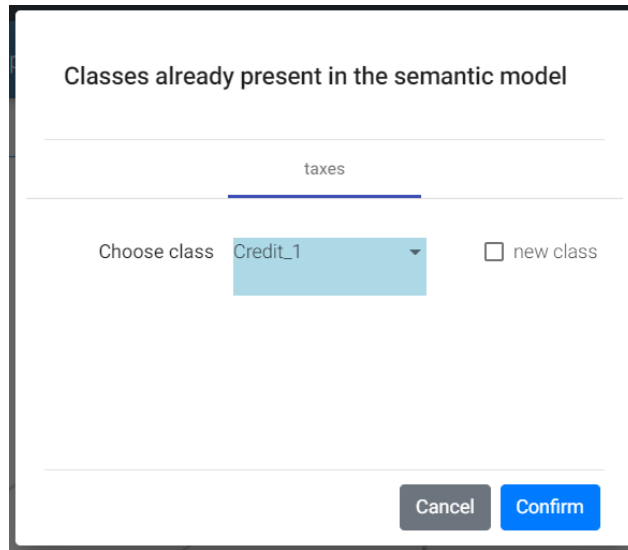 Classes already present in the semantic model
taxes
Choose class Credit_1 new class
Cancel Confirm